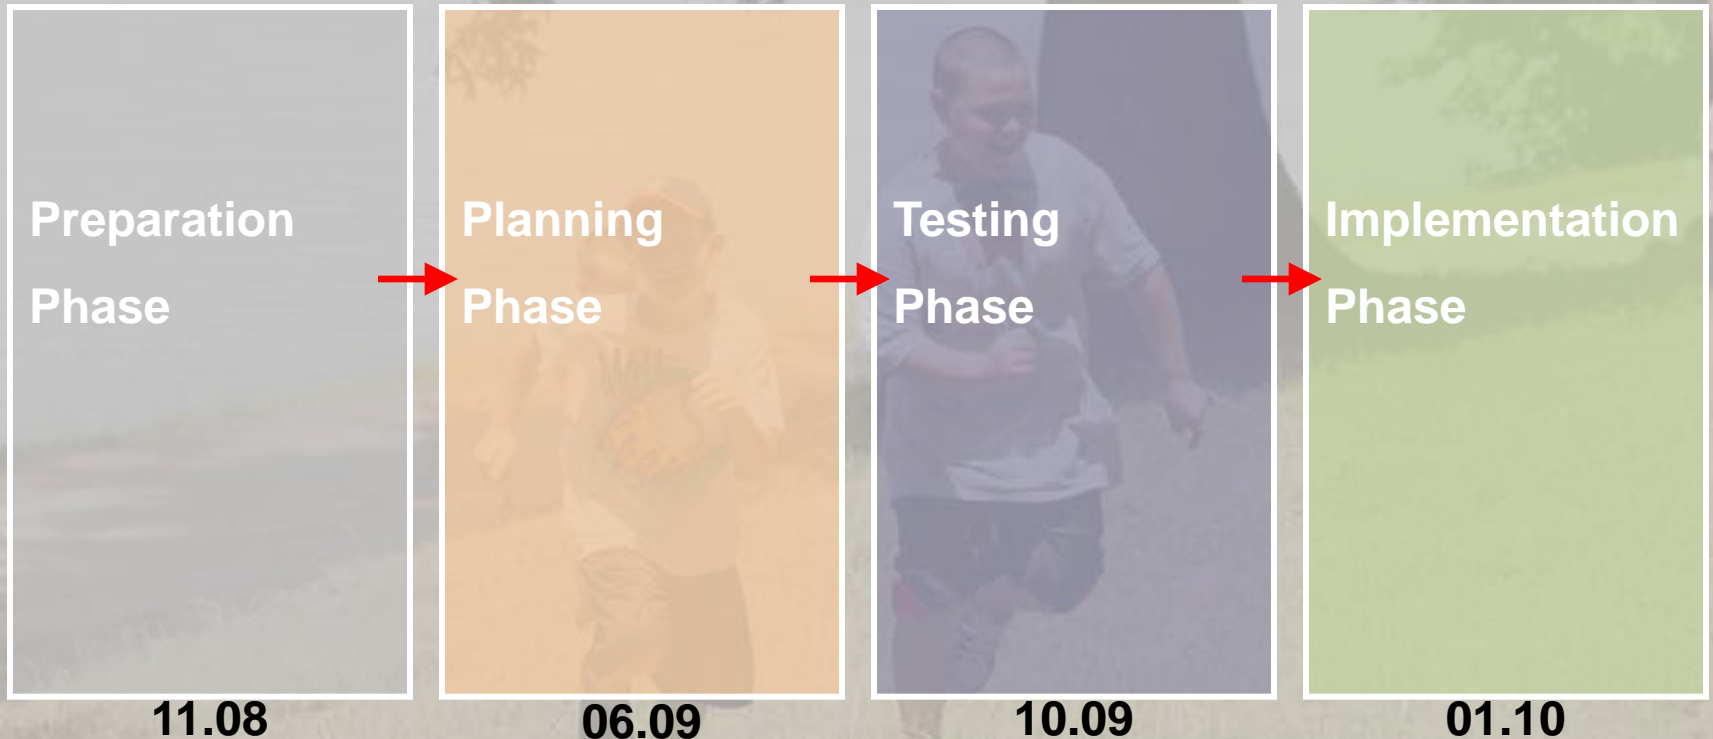 Preparation
Phase
11.08
Planning
Phase
06.09
Testing
Phase
10.09
Implementation
Phase
01.10